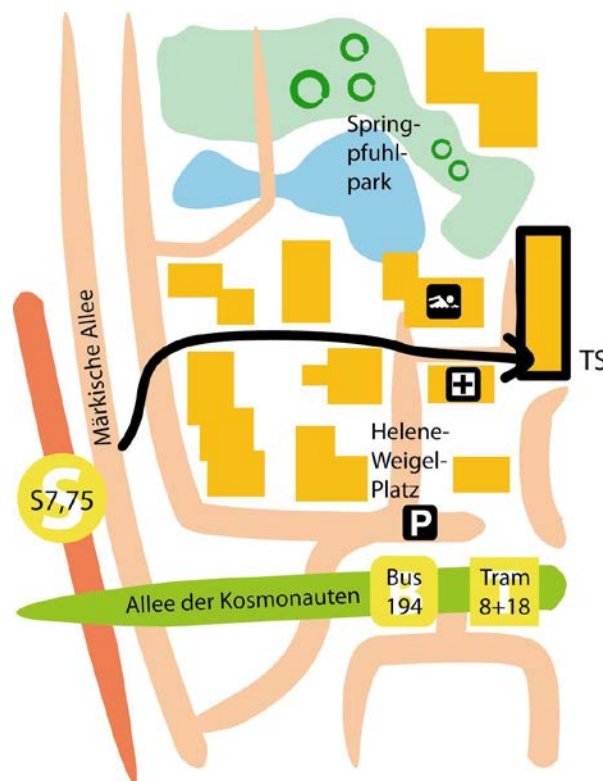 Spring-
pfuhl-
park
Märkische Allee
TS
S
S7,75
Helene-
Weigel-
Platz
P
Allee der Kosmonauten
Bus
194
Tram
8+18